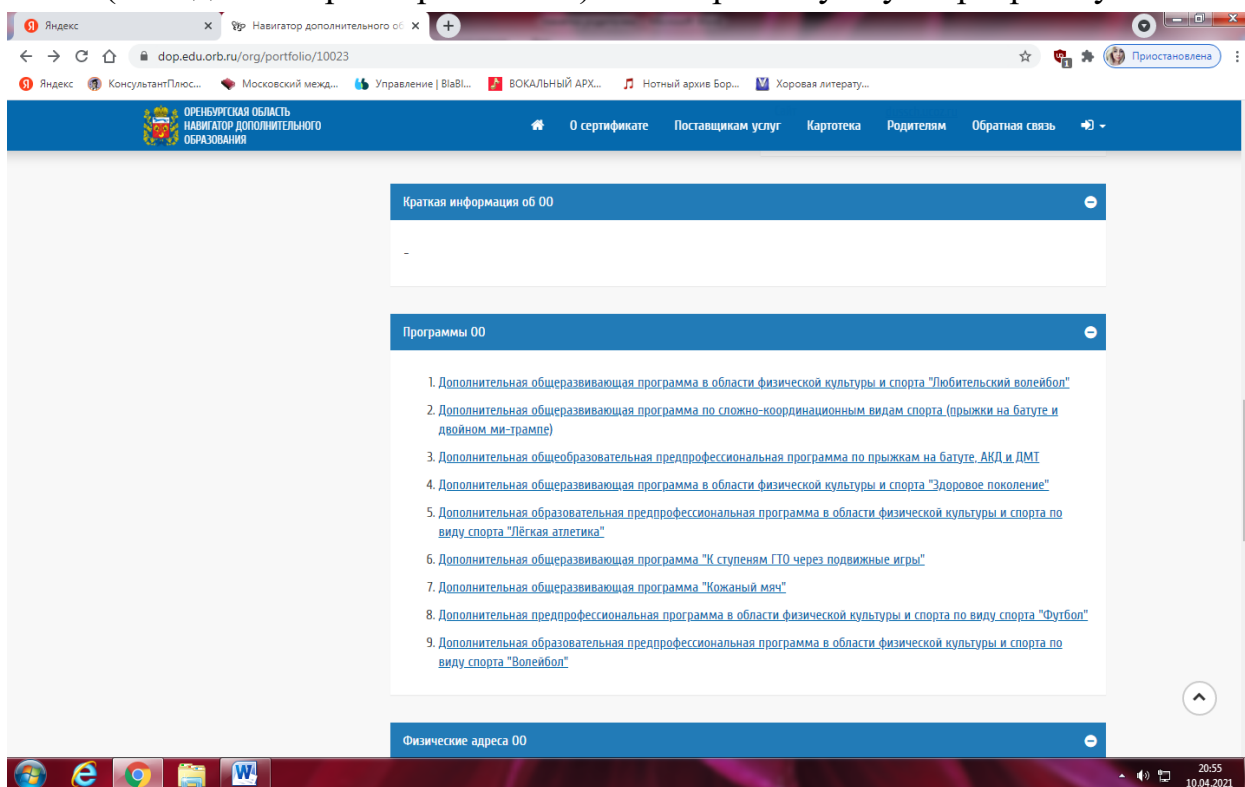 Яндекс
Навигатор дополнительного об
dop.edu.orb.ru/org/portfolio/10023
Приостановлена
Яндекс КонсультантПлюс... Московский межд... Управление | BlaBl... ВОКАЛЬНЫЙ АРХ... Нотный архив Бор... Хоровая литерату...
ОРЕНБУРГСКАЯ ОБЛАСТЬ
НАВИГАТОР ДОПОЛНИТЕЛЬНОГО
ОБРАЗОВАНИЯ
О сертификате Поставщикам услуг Картотека Родителям Обратная связь
Краткая информация об ОО
-
Программы ОО
1. Дополнительная общеразвивающая программа в области физической культуры и спорта "Любительский волейбол"
2. Дополнительная общеразвивающая программа по сложно-координационным видам спорта (прыжки на батуте и
двойном ми-трампе)
3. Дополнительная общеобразовательная предпрофессиональная программа по прыжкам на батуте, АКД и ДМТ
4. Дополнительная общеразвивающая программа в области физической культуры и спорта "Здоровое поколение"
5. Дополнительная образовательная предпрофессиональная программа в области физической культуры и спорта по
виду спорта "Лёгкая атлетика"
6. Дополнительная общеразвивающая программа "К ступеням ГТО через подвижные игры"
7. Дополнительная общеразвивающая программа "Кожаный мяч"
8. Дополнительная предпрофессиональная программа в области физической культуры и спорта по виду спорта "Футбол"
9. Дополнительная образовательная предпрофессиональная программа в области физической культуры и спорта по
виду спорта "Волейбол"
Физические адреса ОО
20:55
10.04.2021